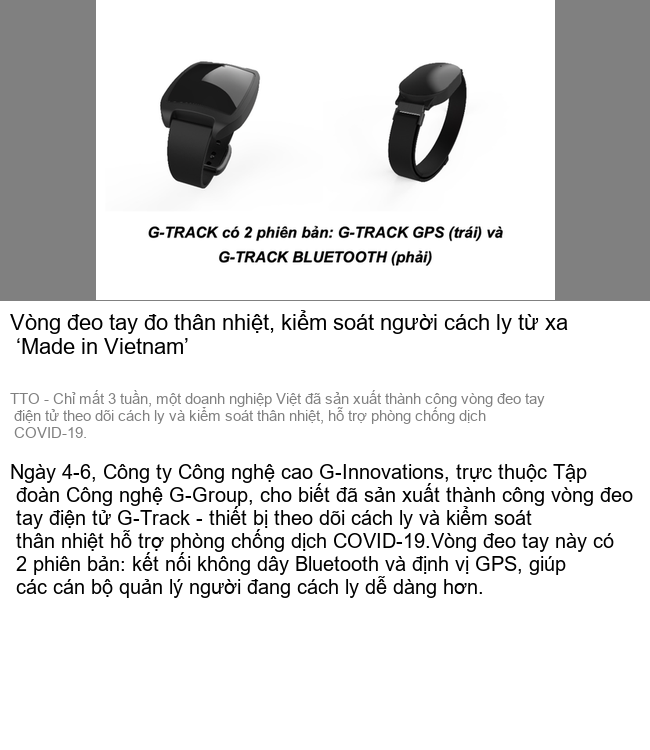 G-TRACK có 2 phiên bản: G-TRACK GPS (trái) và
G-TRACK BLUETOOTH (phải)
Vòng đeo tay đo thân nhiệt, kiểm soát người cách ly từ xa
‘Made in Vietnam’
TTO - Chỉ mất 3 tuần, một doanh nghiệp Việt đã sản xuất thành công vòng đeo tay
điện tử theo dõi cách ly và kiểm soát thân nhiệt, hỗ trợ phòng chống dịch
COVID-19.
Ngày 4-6, Công ty Công nghệ cao G-Innovations, trực thuộc Tập
đoàn Công nghệ G-Group, cho biết đã sản xuất thành công vòng đeo
tay điện tử G-Track - thiết bị theo dõi cách ly và kiểm soát
thân nhiệt hỗ trợ phòng chống dịch COVID-19.Vòng đeo tay này có
2 phiên bản: kết nối không dây Bluetooth và định vị GPS, giúp
các cán bộ quản lý người đang cách ly dễ dàng hơn.